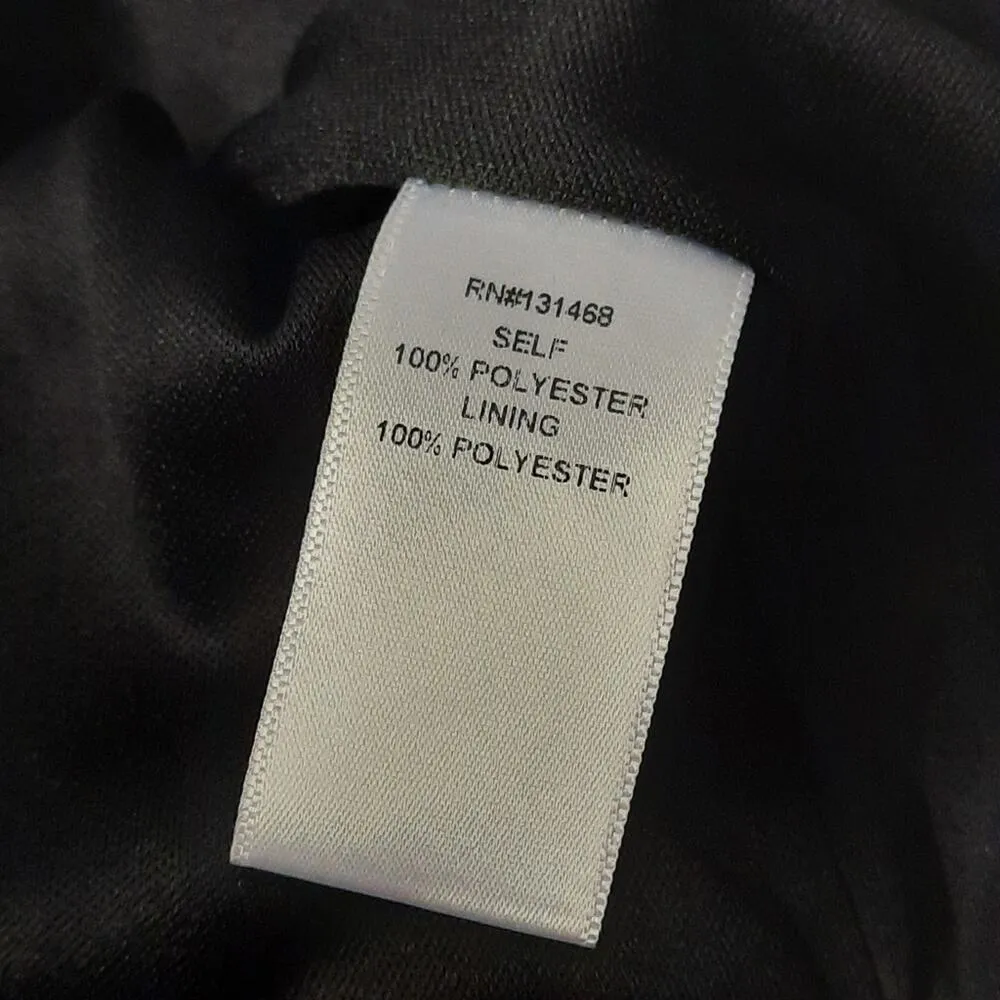 RN#131468
SELF
100% POLYESTER
LINING
100% POLYESTER